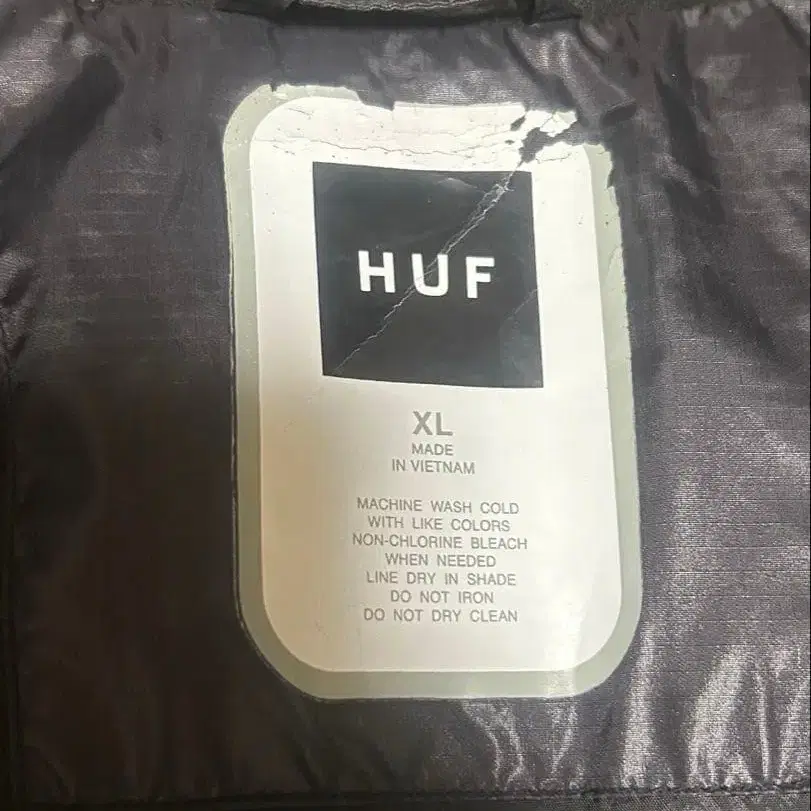 HUF
XL
MADE
IN VIETNAM
MACHINE WASH COLD
WITH LIKE COLORS
NON-CHLORINE BLEACH
WHEN NEEDED
LINE DRY IN SHADE
DO NOT IRON
DO NOT DRY CLEAN